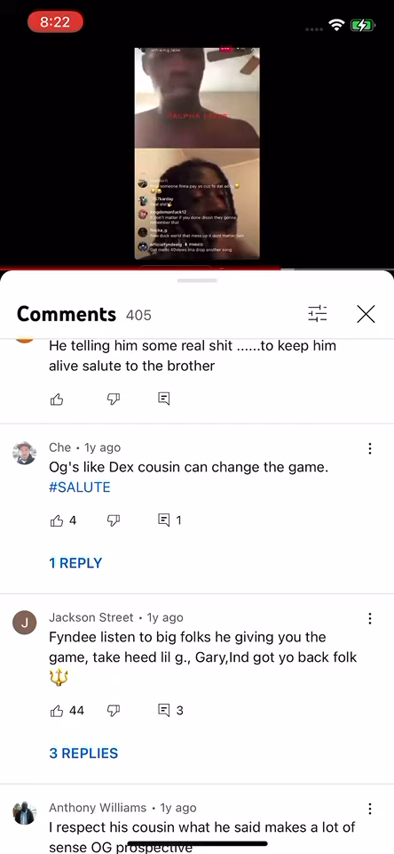 8:22
He telling him some real shit ......to keep him
alive salute to the brother
Che • 1y ago
Og's like Dex cousin can change the game.
#SALUTE
4
1
1 REPLY
Jackson Street • 1y ago
Fyndee listen to big folks he giving you the
game, take heed lil g., Gary,Ind got yo back folk
🔱
44
3
3 REPLIES
Anthony Williams • 1y ago
I respect his cousin what he said makes a lot of
sense OG prospective
Comments 405
J